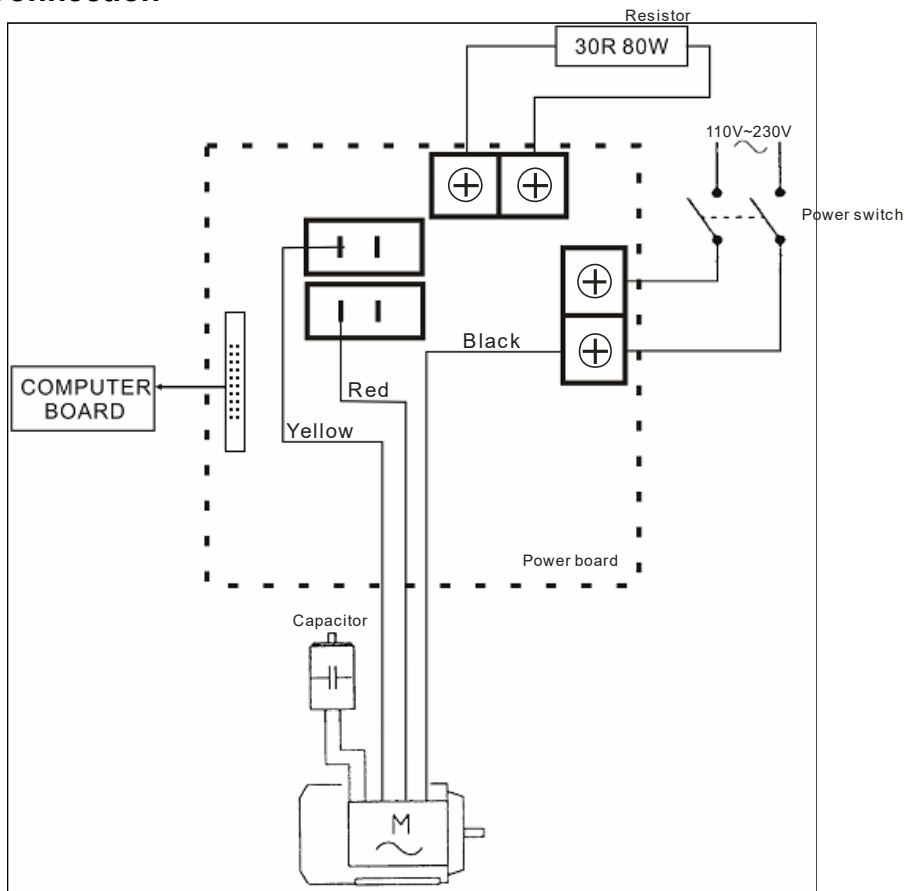 Resistor
30R 80W
110V~230V
Power switch
Black
COMPUTER
BOARD
Red
Yellow
Power board
Capacitor
M